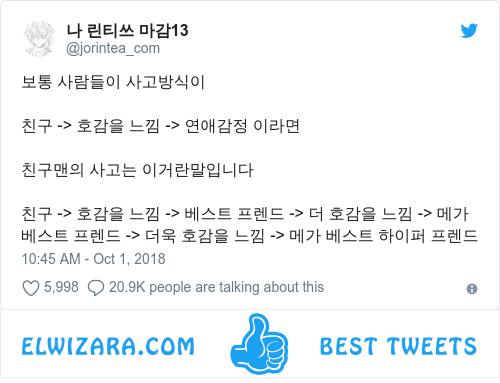 나 린티쓰 마감13
@jorintea_com
보통 사람들이 사고방식이
친구 -> 호감을 느낌 -> 연애감정 이라면
친구맨의 사고는 이거란말입니다
친구 -> 호감을 느낌 -> 베스트 프렌드 -> 더 호감을 느낌 -> 메가
베스트 프렌드 -> 더욱 호감을 느낌 -> 메가 베스트 하이퍼 프렌드
10:45 AM - Oct 1, 2018
5,998 20.9K people are talking about this
ELWIZARA.COM BEST TWEETS